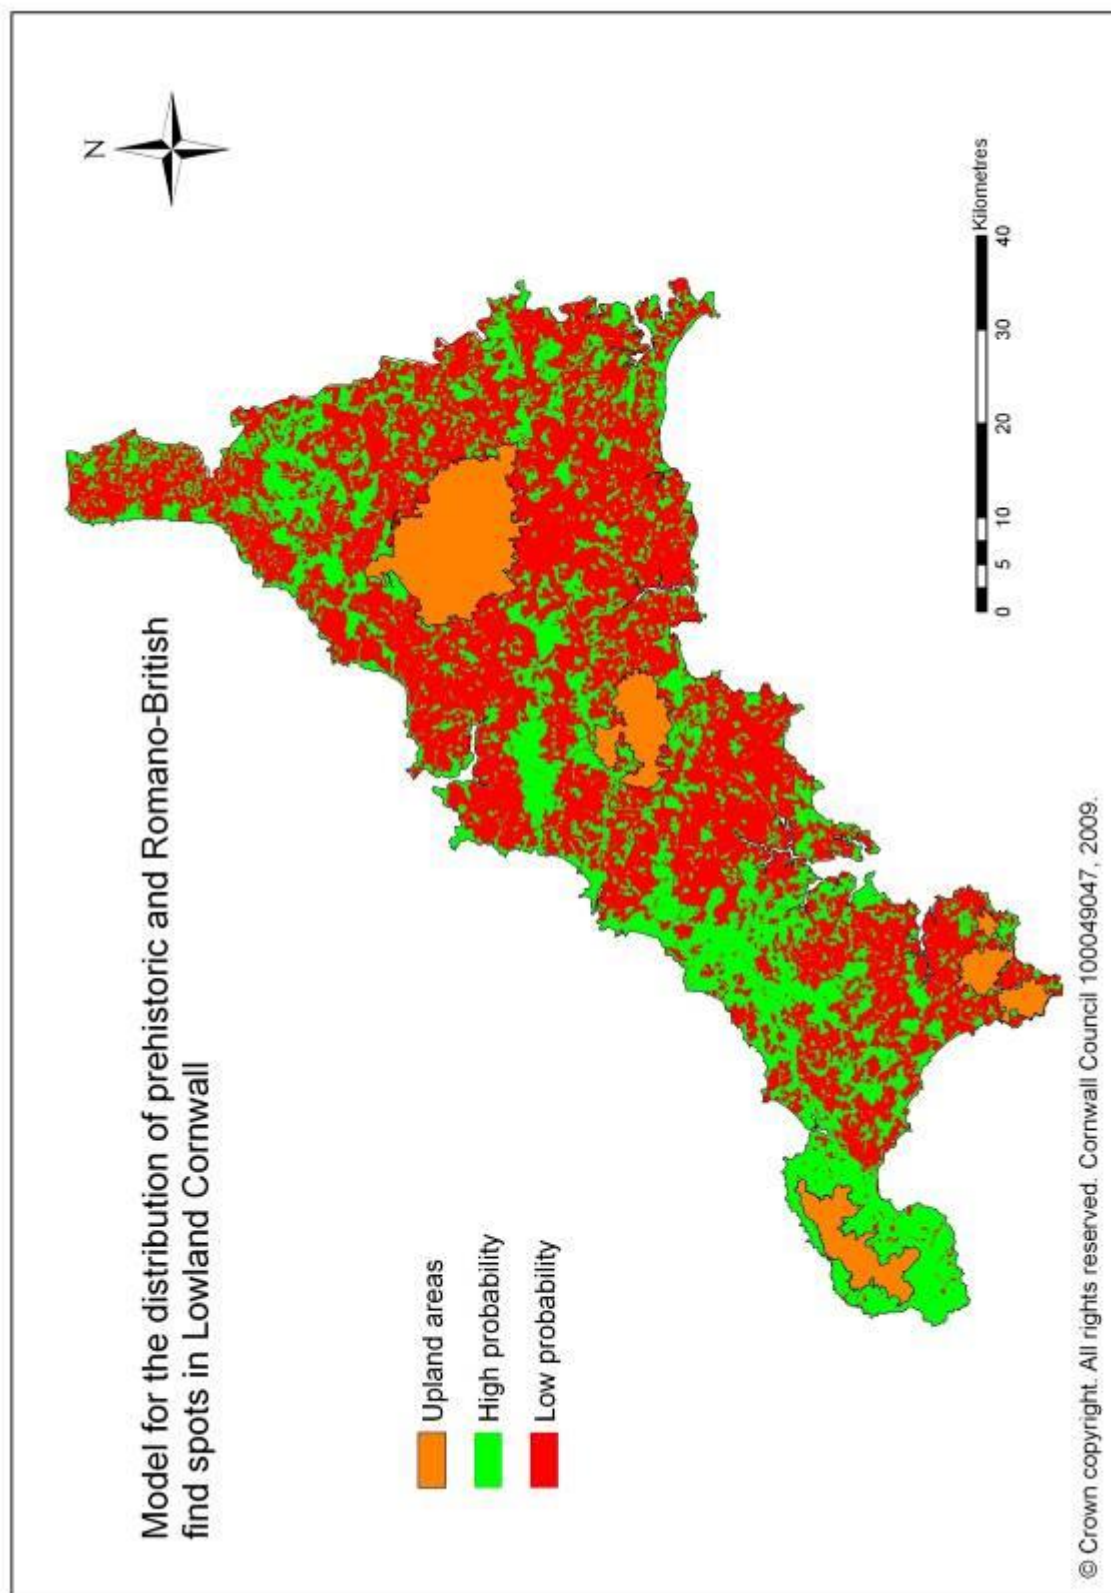 Model for the distribution of prehistoric and Romano-British
find spots in Lowland Cornwall
N
Upland areas
High probability
Low probability
0 5 10 20 30 40
Kilometres
© Crown copyright. All rights reserved. Cornwall Council 100049047, 2009.